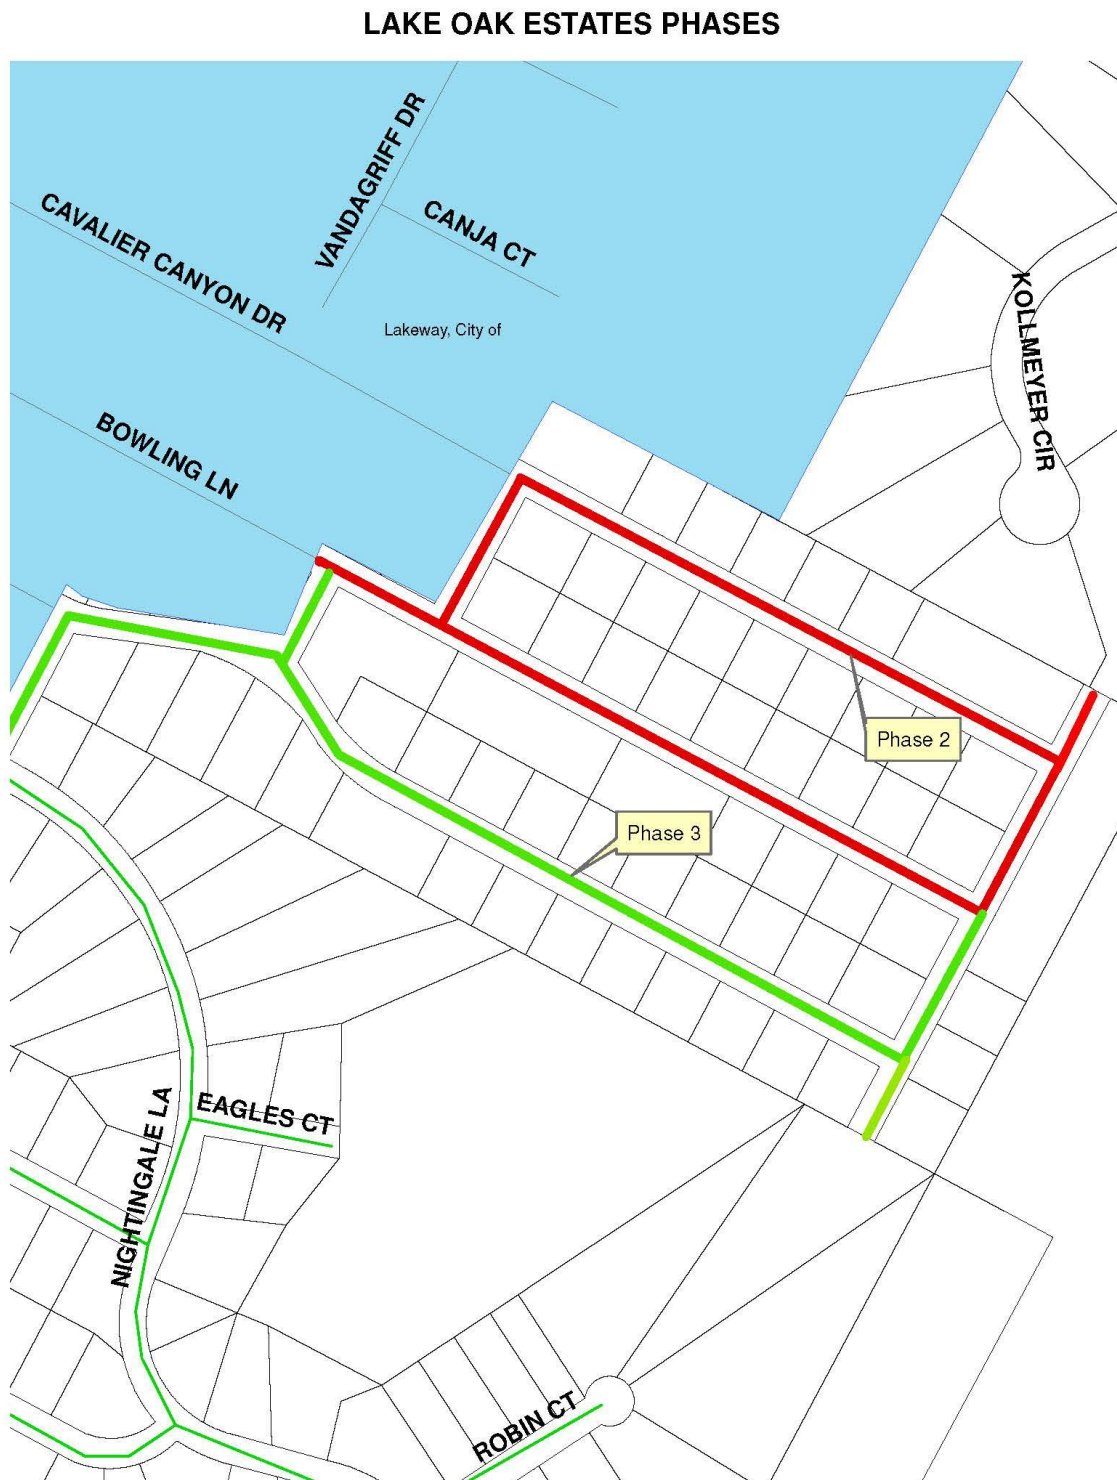 LAKE OAK ESTATES PHASES
VANDAGRIFF DR
CAVALIER CANYON DR
CANJA CT
KOLLMEYER CIR
Lakeway, City of
BOWLING LN
Phase 2
Phase 3
EAGLES CT
NIGHTINGALE LA
ROBIN CT